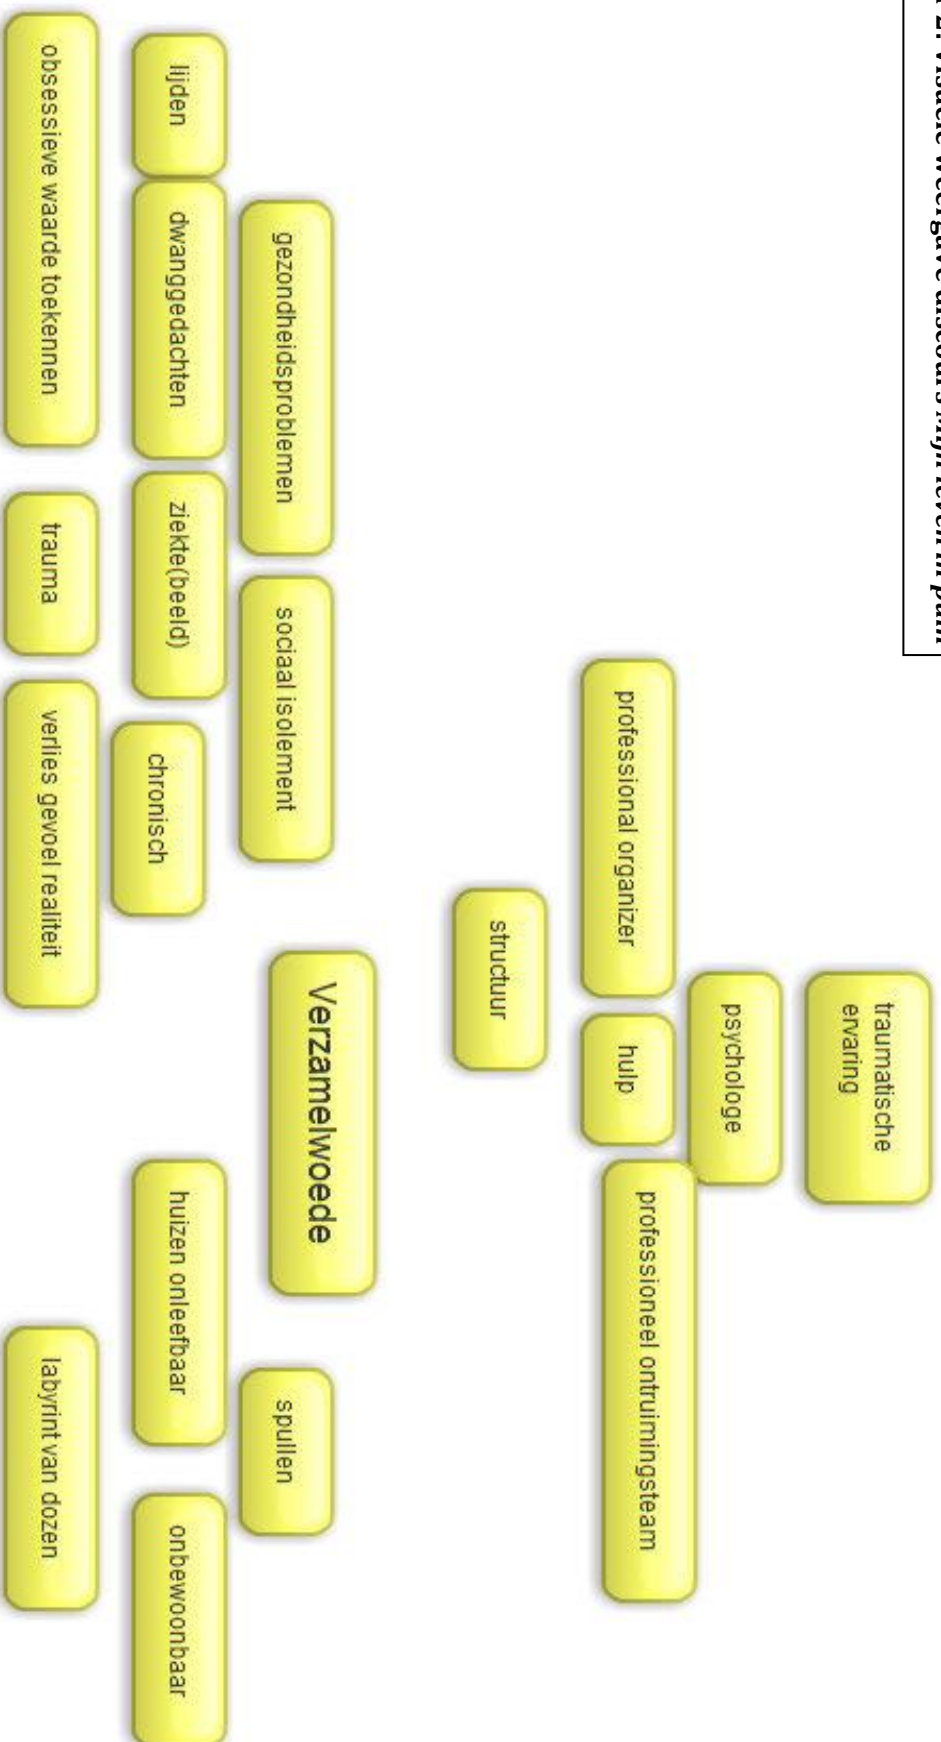 2: Visuele weergave discours Mijn leven in puin
traumatische
ervaring
psychologe
professional organizer
hulp
professioneel ontruimingsteam
structuur
Verzamelwoede
gezondheidsproblemen
sociaal isolement
spullen
lijden
dwanggedachten
ziekte(beeld)
chronisch
huizen onleefbaar
onbewoonbaar
obsessieve waarde toekennen
trauma
verlies gevoel realiteit
labyrint van dozen